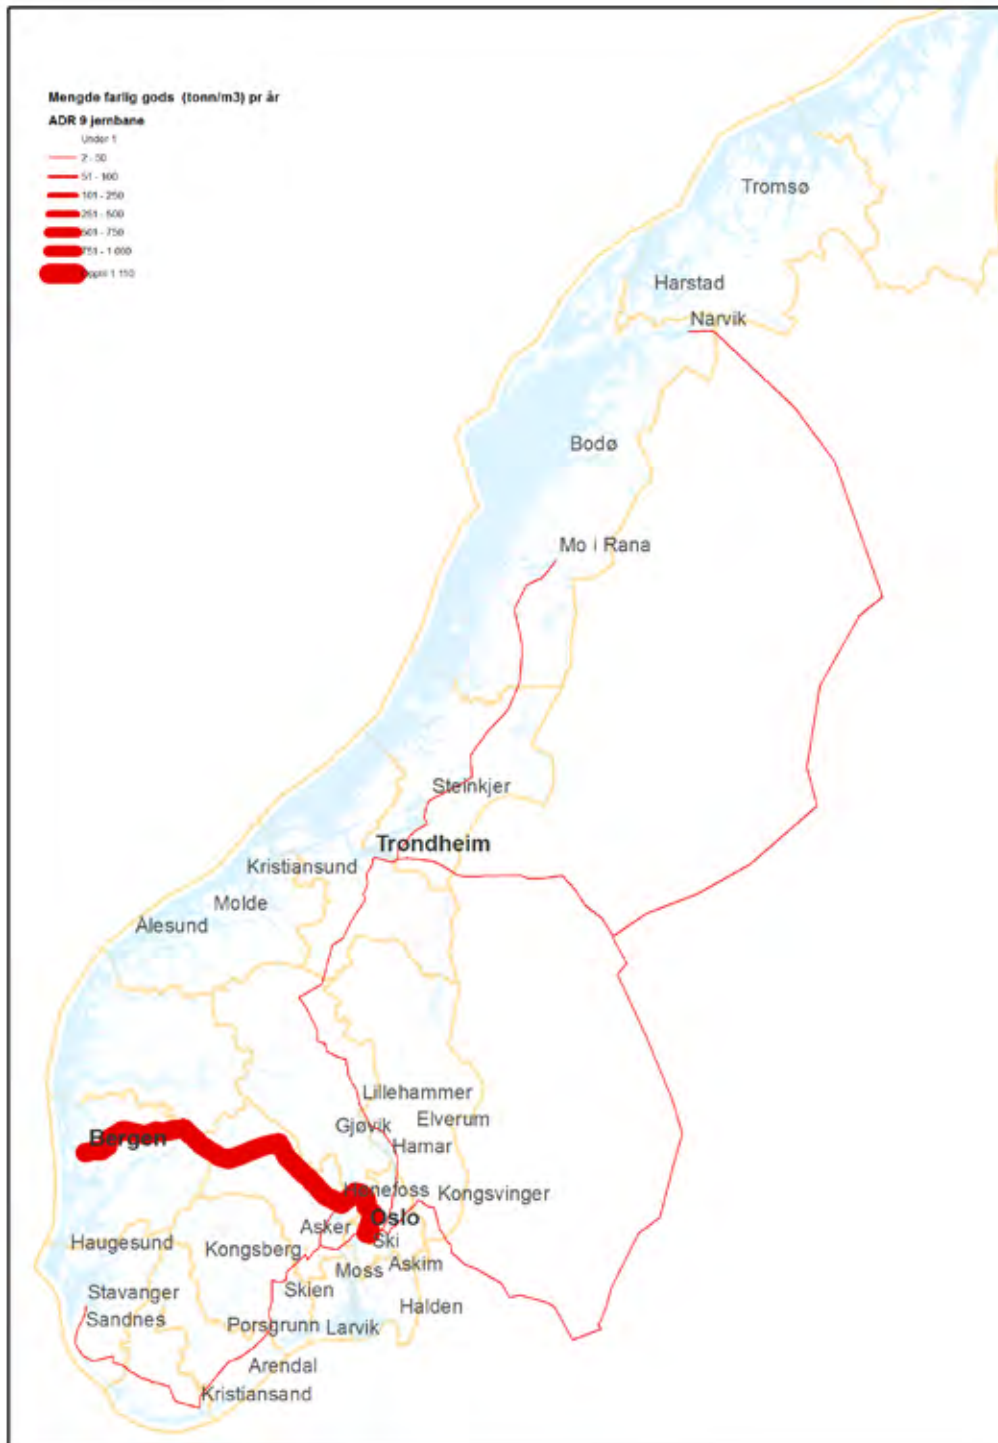 Mengde farlig gods (tonn/m3) pr år
ADR 9 jernbane
Under 1
2 - 50
51 - 100
101 - 250
251 - 500
501 - 750
751 - 1 000
1 150
Tromsø
Harstad
Narvik
Bodø
Mo i Rana
Steinkjer
Trondheim
Kristiansund
Molde
Ålesund
Lillehammer
Elverum
Gjøvik
Hamar
Bergen
Hønefoss
Kongsvinger
Oslo
Asker
Ski
Haugesund
Kongsberg
Askim
Moss
Skien
Stavanger
Halden
Sandnes
Porsgrunn
Larvik
Arendal
Kristiansand